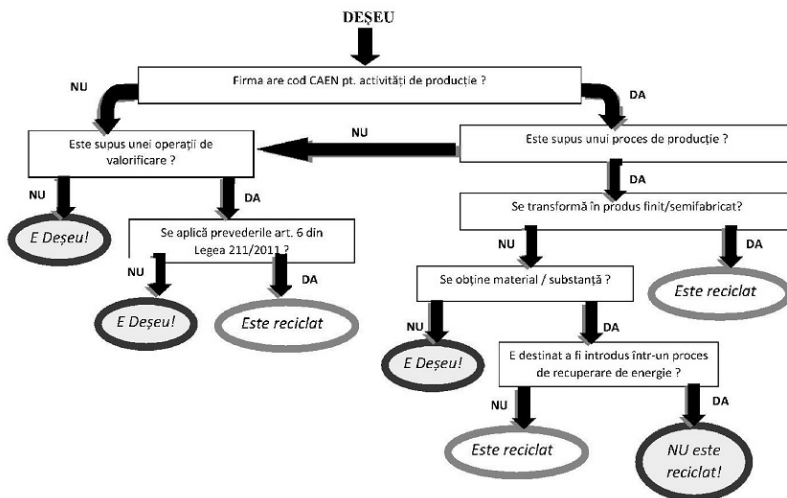 DEȘEU
Firma are cod CAEN pt. activități de producție ?
NU
DA
Este supus unei operații de
valorificare ?
NU
Este supus unui proces de producție ?
NU
DA
DA
E Deșeu!
Se aplică prevederile art. 6 din
Legea 211/2011 ?
Se transformă în produs finit/semifabricat?
NU
DA
NU
DA
E Deșeu!
Este reciclat
Se obține material / substanță ?
Este reciclat
NU
DA
E Deșeu!
E destinat a fi introdus într-un proces
de recuperare de energie ?
NU
DA
Este reciclat
NU este
reciclat!